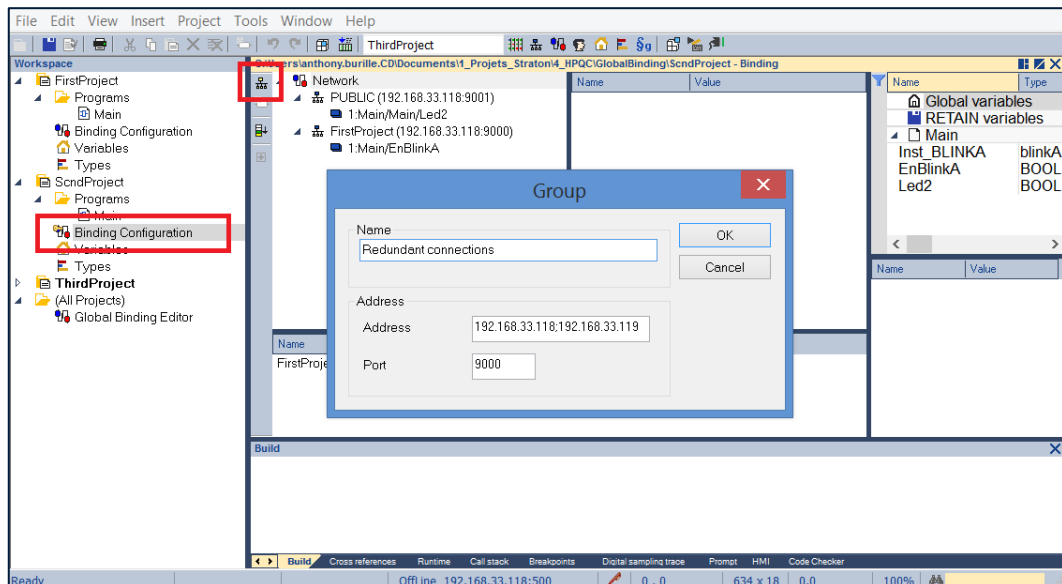 File Edit View Insert Project Tools Window Help
ThirdProject
Workspace
FirstProject
Programs
Main
Binding Configuration
Variables
Types
ScndProject
Programs
Main
Binding Configuration
Variables
Types
ThirdProject
(All Projects)
Global Binding Editor
C:\Users\anthony.burille.CD\Documents\1_Projets_Straton\4_HPQC\GlobalBinding\ScndProject - Binding
Network
PUBLIC (192.168.33.118:9001)
1:Main/Main/Led2
FirstProject (192.168.33.118:9000)
1:Main/EnBlinkA
Name Value
Name Type
Global variables
RETAIN variables
Main
Inst_BLINKA blinkA
EnBlinkA BOOL
Led2 BOOL
Name Value
Group
Name
Redundant connections
OK
Cancel
Address
Address 192.168.33.118;192.168.33.119
Port 9000
Name
FirstProje
Build
Build Cross references Runtime Call stack Breakpoints Digital sampling trace Prompt HMI Code Checker
Ready OffLine 192.168.33.118:500 0 , 0 634 x 18 0,0 100%